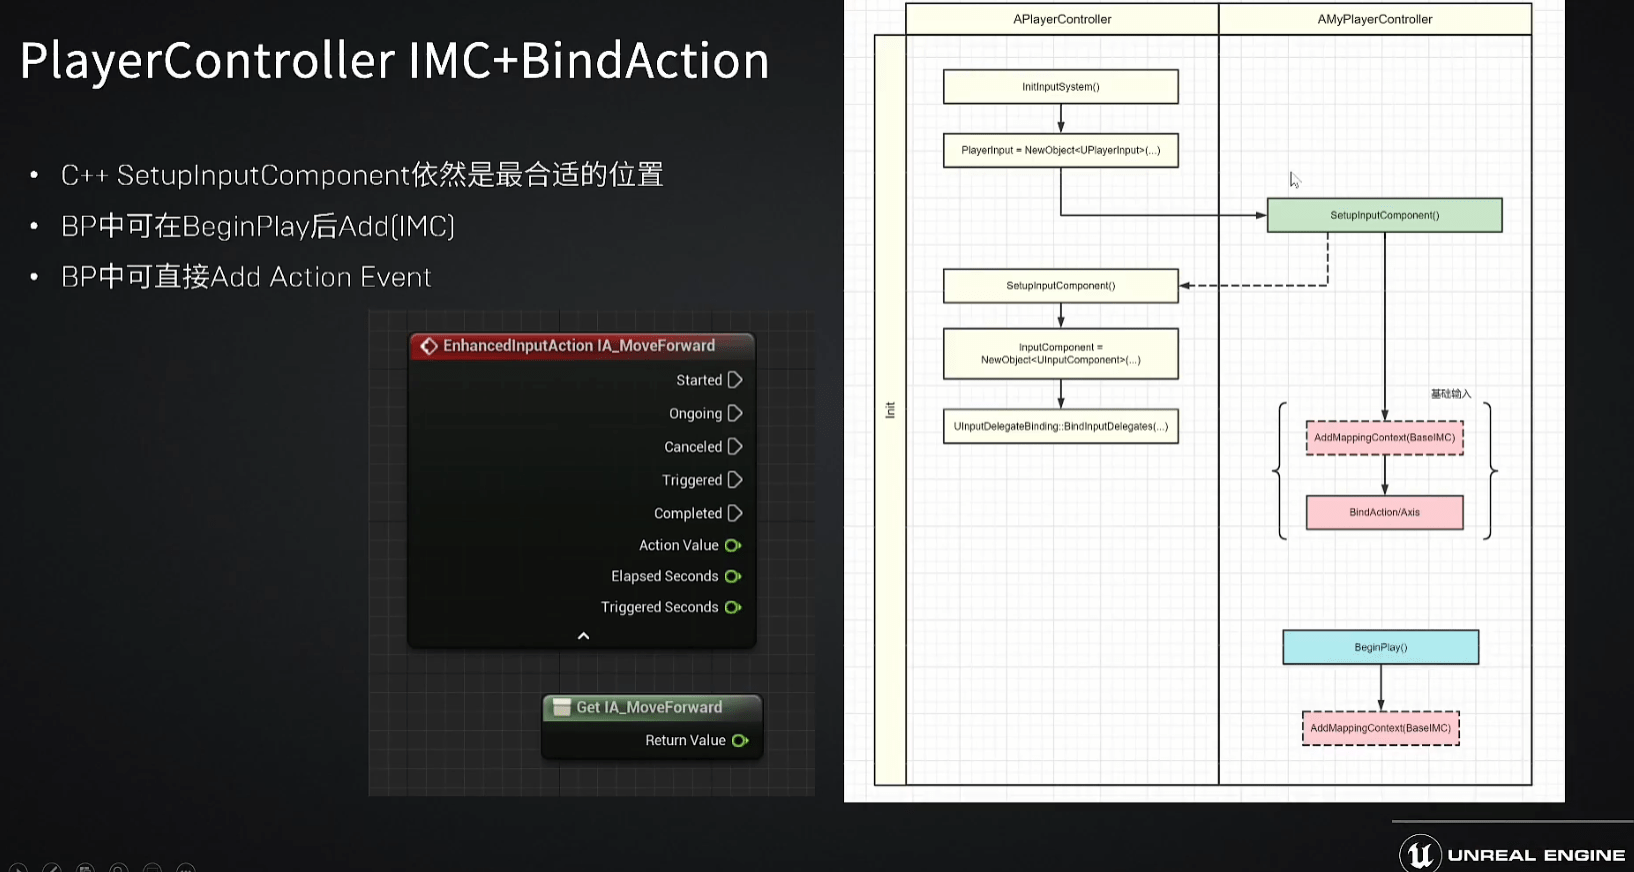 PlayerController IMC+BindAction
• C++ SetupInputComponent依然是最合适的位置
• BP中可在BeginPlay后Add(IMC)
• BP中可直接Add Action Event
EnhancedInputAction IA_MoveForward
Started
Ongoing
Canceled
Triggered
Completed
Action Value
Elapsed Seconds
Triggered Seconds
Get IA_MoveForward
Return Value
APlayerController
AMyPlayerController
Init
InitInputSystem()
PlayerInput = NewObject<UPlayerInput>(...)
SetupInputComponent()
SetupInputComponent()
InputComponent =
NewObject<UInputComponent>(...)
UInputDelegateBinding::BindInputDelegates(...)
基础输入
AddMappingContext(BaseIMC)
BindAction/Axis
BeginPlay()
AddMappingContext(BaseIMC)
UNREAL ENGINE